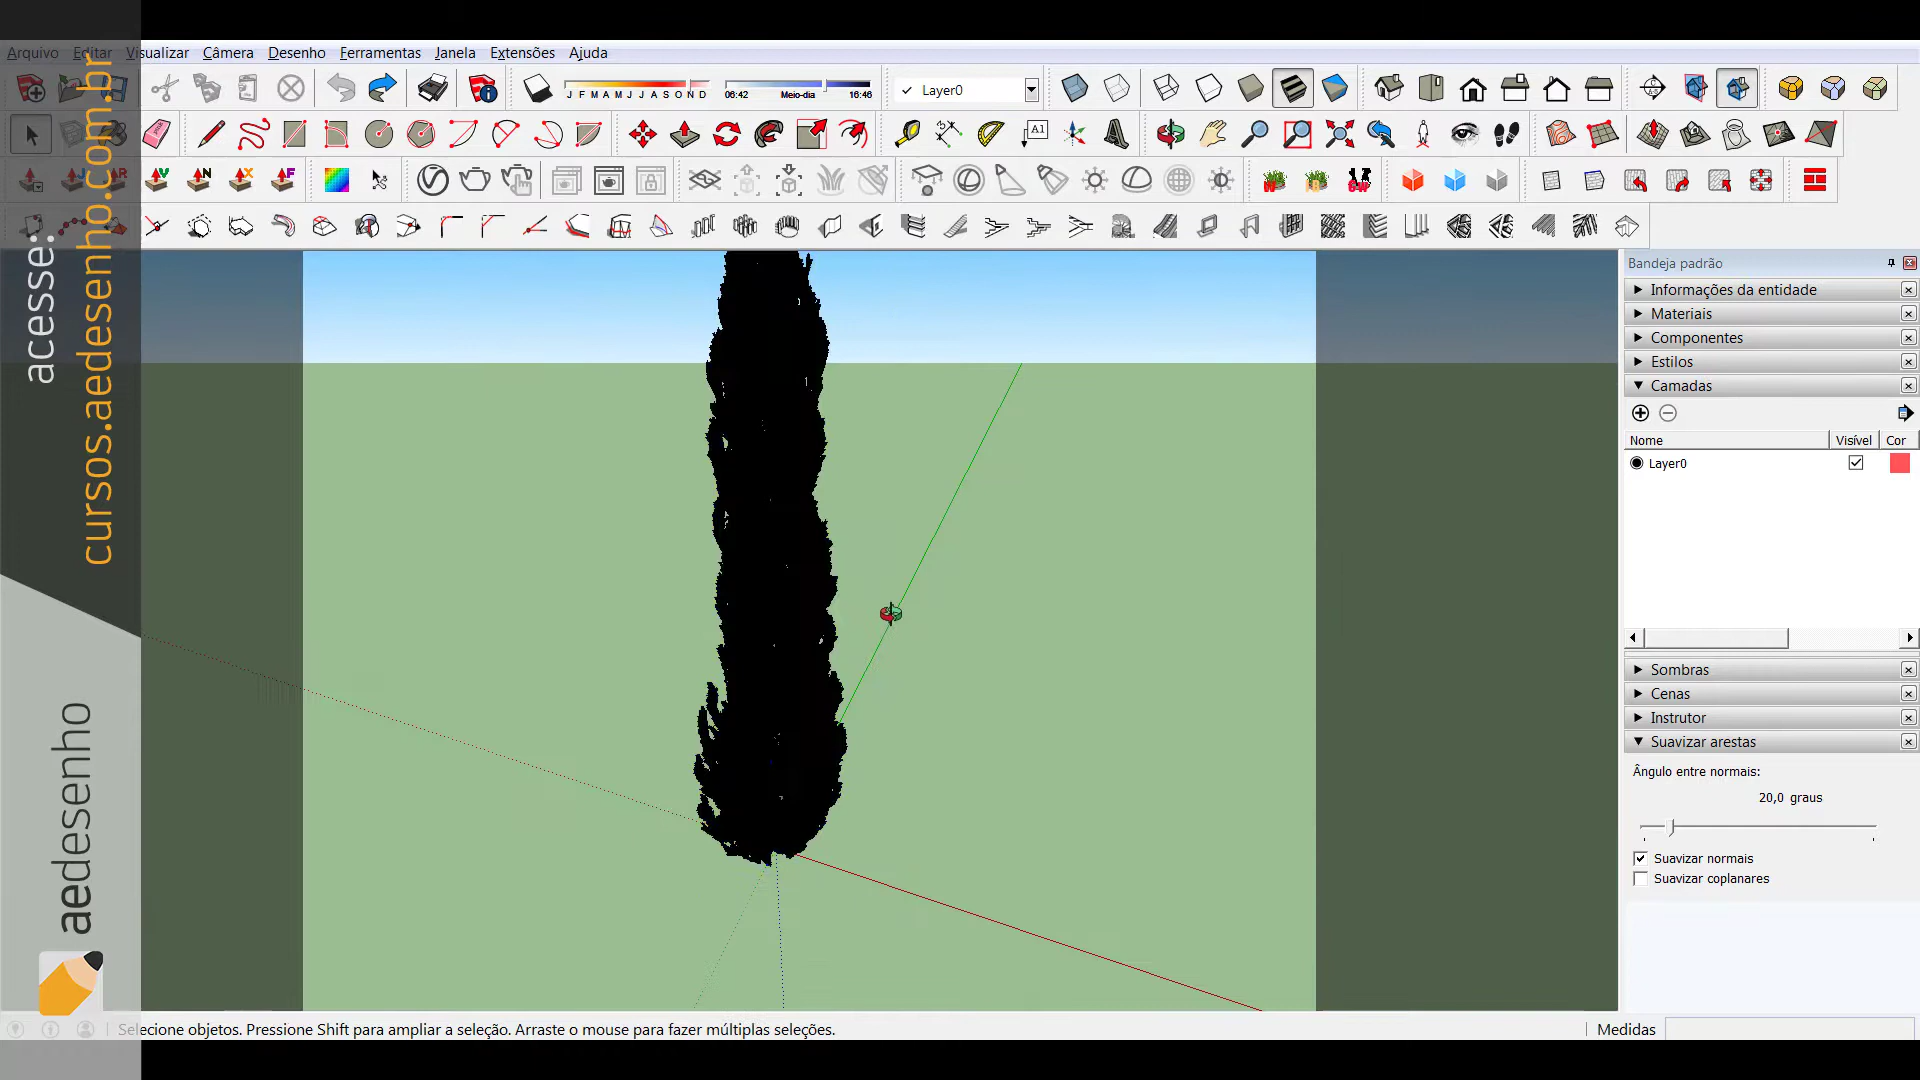 Arquivo Editar Visualizar Câmera Desenho Ferramentas Janela Extensões Ajuda
J F M A M J J A S O N D
06:42 Meio-dia 16:46
Layer0
A1
acesse:
cursos.aedesenho.com.br
aedesenho
Bandeja padrão
Informações da entidade
Materiais
Componentes
Estilos
Camadas
Nome Visível Cor
Layer0
Sombras
Cenas
Instrutor
Suavizar arestas
Ângulo entre normais:
20,0 graus
Suavizar normais
Suavizar coplanares
Selecione objetos. Pressione Shift para ampliar a seleção. Arraste o mouse para fazer múltiplas seleções.
Medidas